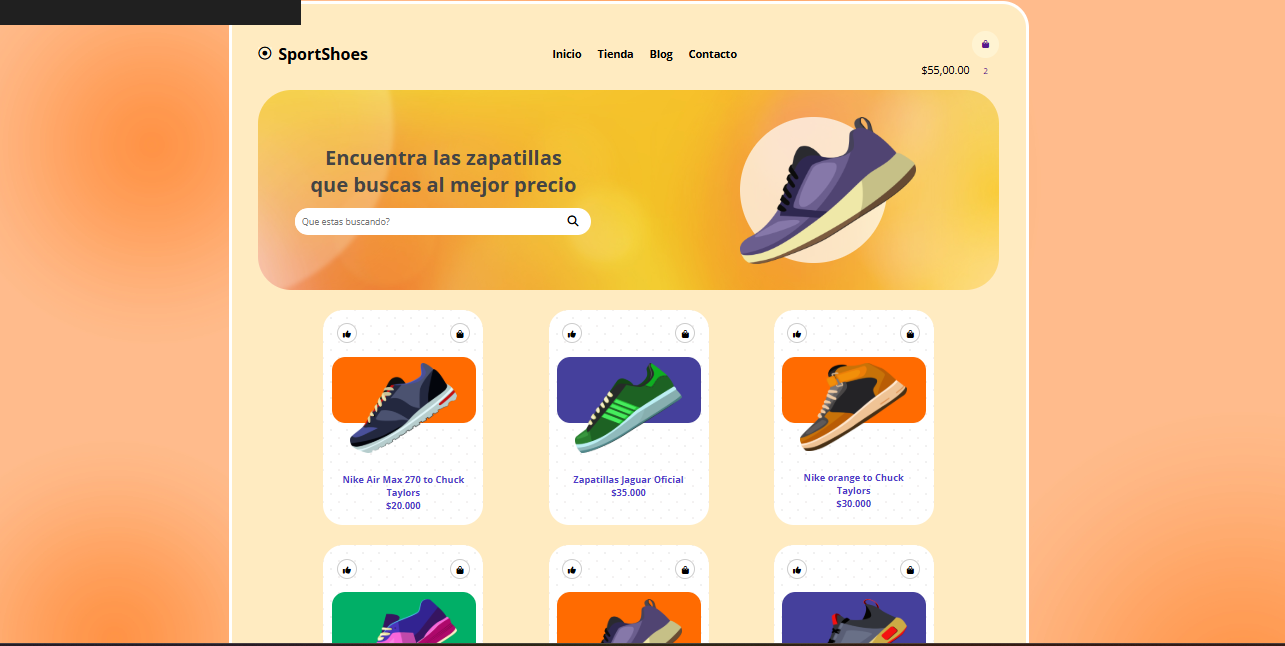 SportShoes
Inicio Tienda Blog Contacto
$55,00.00 2
Encuentra las zapatillas
que buscas al mejor precio
Que estas buscando?
Nike Air Max 270 to Chuck
Taylors
$20.000
Zapatillas Jaguar Oficial
$35.000
Nike orange to Chuck
Taylors
$30.000